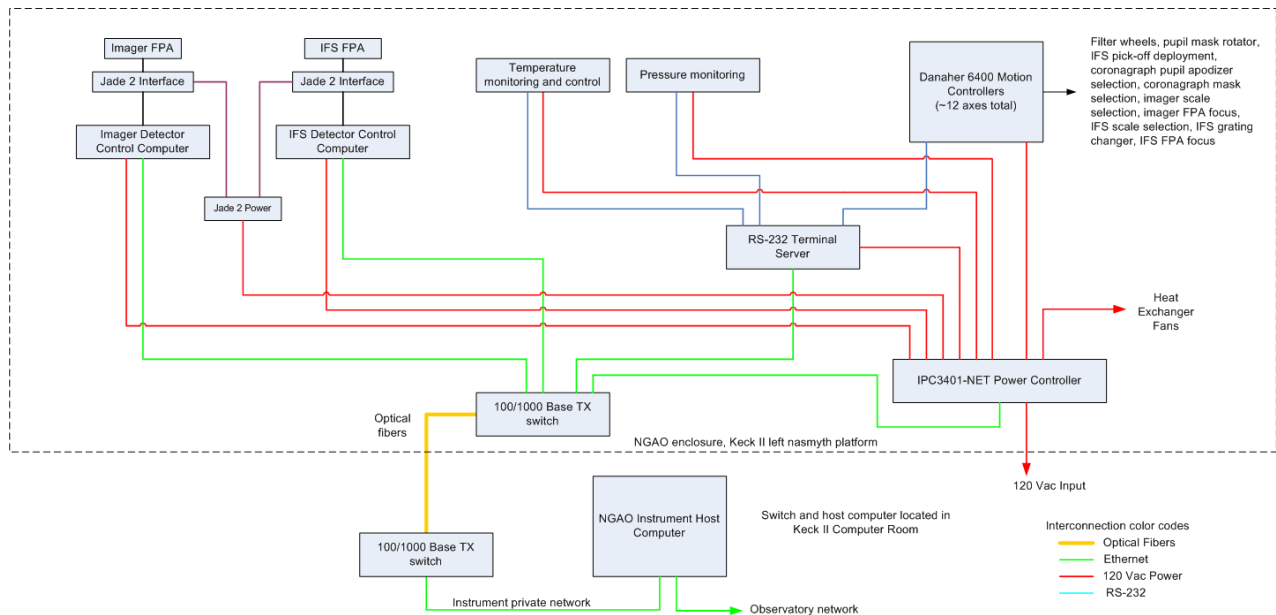 Imager FPA
IFS FPA
Jade 2 Interface
Jade 2 Interface
Imager Detector
Control Computer
IFS Detector Control
Computer
Jade 2 Power
Temperature
monitoring and control
Pressure monitoring
Danaher 6400 Motion
Controllers
(~12 axes total)
Filter wheels, pupil mask rotator,
IFS pick-off deployment,
coronagraph pupil apodizer
selection, coronagraph mask
selection, imager scale
selection, imager FPA focus,
IFS scale selection, IFS grating
changer, IFS FPA focus
RS-232 Terminal
Server
Heat
Exchanger
Fans
IPC3401-NET Power Controller
100/1000 Base TX
switch
Optical
fibers
NGAO enclosure, Keck II left nasmyth platform
120 Vac Input
NGAO Instrument Host
Computer
Switch and host computer located in
Keck II Computer Room
100/1000 Base TX
switch
Instrument private network
Observatory network
Interconnection color codes
Optical Fibers
Ethernet
120 Vac Power
RS-232